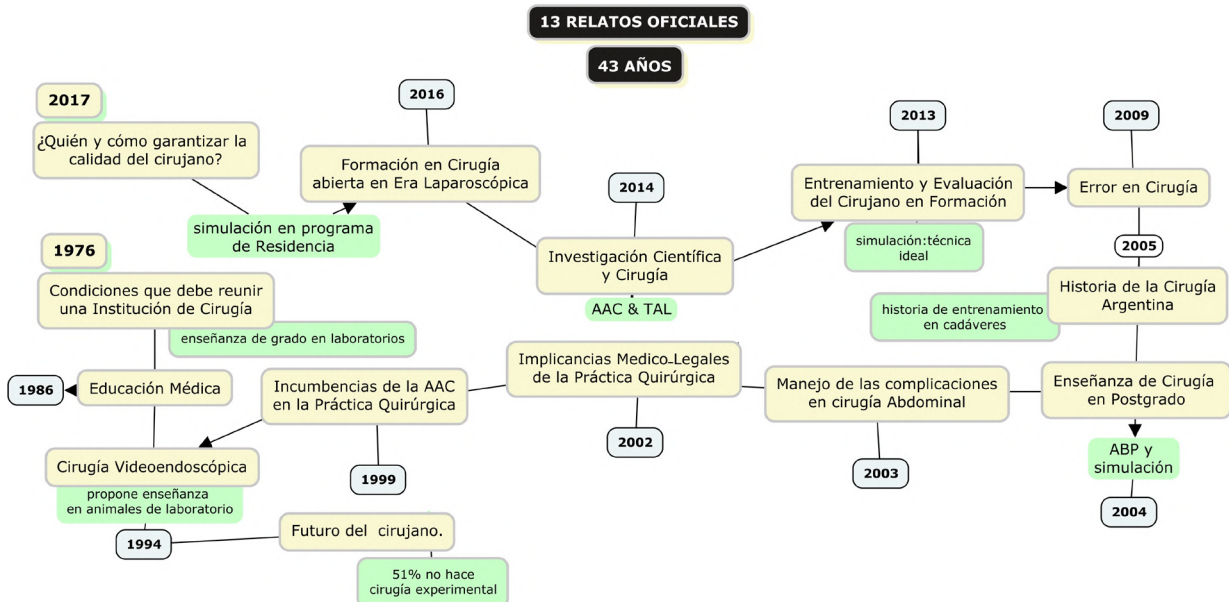 13 RELATOS OFICIALES
43 AÑOS
2017
¿Quién y cómo garantizar la
calidad del cirujano?
simulación en programa
de Residencia
2016
Formación en Cirugía
abierta en Era Laparoscópica
2014
Investigación Científica
y Cirugía
AAC & TAL
2013
Entrenamiento y Evaluación
del Cirujano en Formación
simulación:técnica
ideal
2009
Error en Cirugía
2005
Historia de la Cirugía
Argentina
historia de entrenamiento
en cadáveres
1976
Condiciones que debe reunir
una Institución de Cirugía
enseñanza de grado en laboratorios
1986
Educación Médica
Incumbencias de la AAC
en la Práctica Quirúrgica
1999
Implicancias Medico-Legales
de la Práctica Quirúrgica
2002
Manejo de las complicaciones
en cirugía Abdominal
2003
Enseñanza de Cirugía
en Postgrado
ABP y
simulación
2004
Cirugía Videoendoscópica
propone enseñanza
en animales de laboratorio
1994
Futuro del cirujano.
51% no hace
cirugía experimental